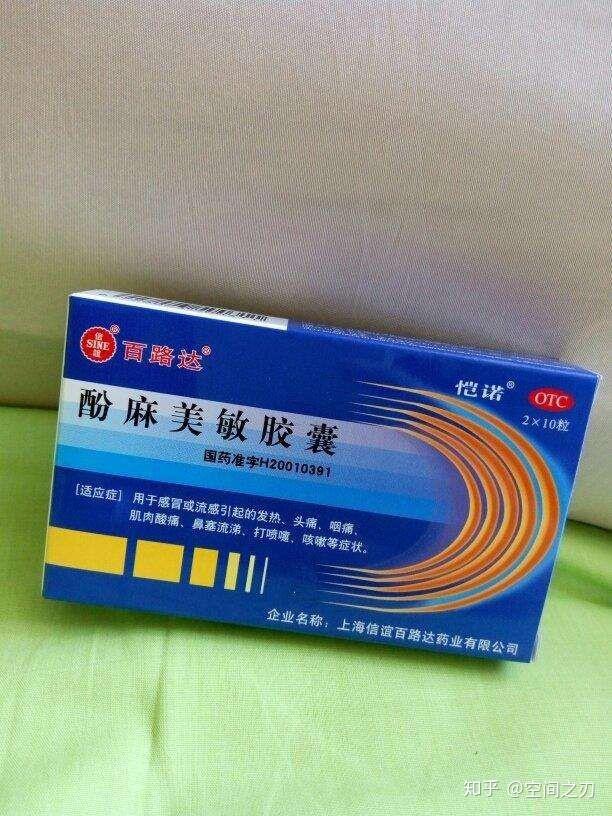 信
SINE
谊
百路达®
恺诺®
OTC
2×10粒
酚麻美敏胶囊
国药准字H20010391
[适应症] 用于感冒或流感引起的发热、头痛、咽痛、
肌肉酸痛、鼻塞流涕、打喷嚏、咳嗽等症状。
企业名称：上海信谊百路达药业有限公司
知乎 @空间之刃